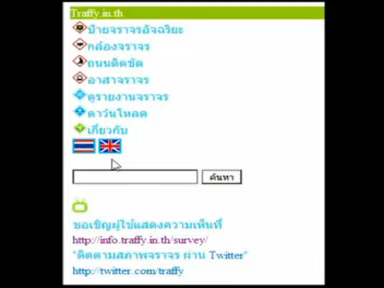 Traffy.in.th
ป้ายจราจรอัจฉริยะ
กล้องจราจร
ถนนติดขัด
อาสาจราจร
ดูรายงานจราจร
ดาวน์โหลด
เกี่ยวกับ
ค้นหา
ขอเชิญผู้ใช้แสดงความเห็นที่
http://info.traffy.in.th/survey/
"ติดตามสภาพจราจร ผ่าน Twitter"
http://twitter.com/traffy